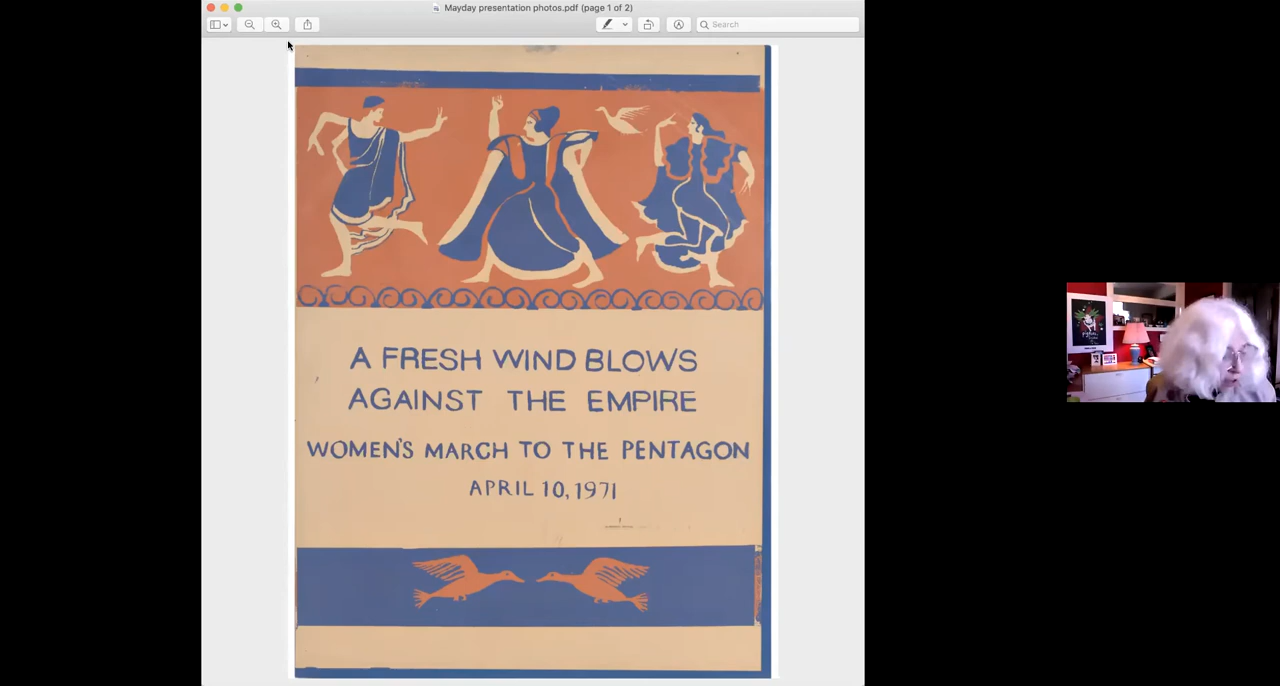 Mayday presentation photos.pdf (page 1 of 2)
Search
A FRESH WIND BLOWS
AGAINST THE EMPIRE
WOMEN'S MARCH TO THE PENTAGON
APRIL 10, 1971